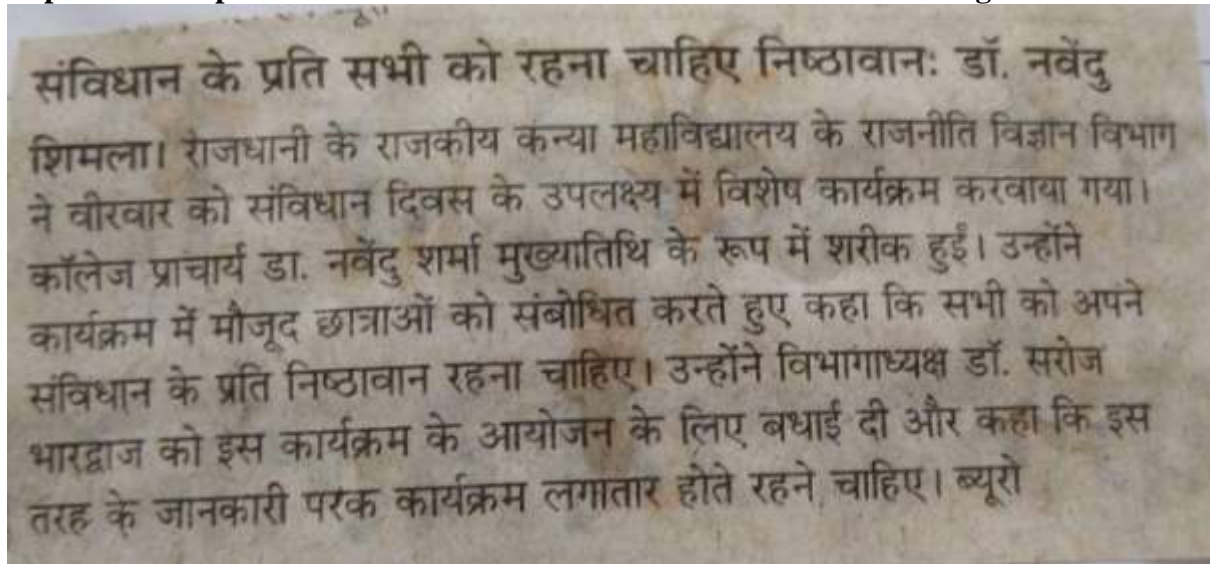 संविधान के प्रति सभी को रहना चाहिए निष्ठावान: डॉ. नवेंदु
शिमला। राजधानी के राजकीय कन्या महाविद्यालय के राजनीति विज्ञान विभाग
ने वीरवार को संविधान दिवस के उपलक्ष्य में विशेष कार्यक्रम करवाया गया।
कॉलेज प्राचार्य डा. नवेंदु शर्मा मुख्यातिथि के रूप में शरीक हुईं। उन्होंने
कार्यक्रम में मौजूद छात्राओं को संबोधित करते हुए कहा कि सभी को अपने
संविधान के प्रति निष्ठावान रहना चाहिए। उन्होंने विभागाध्यक्ष डॉ. सरोज
भारद्वाज को इस कार्यक्रम के आयोजन के लिए बधाई दी और कहा कि इस
तरह के जानकारी परक कार्यक्रम लगातार होते रहने चाहिए। ब्यूरो